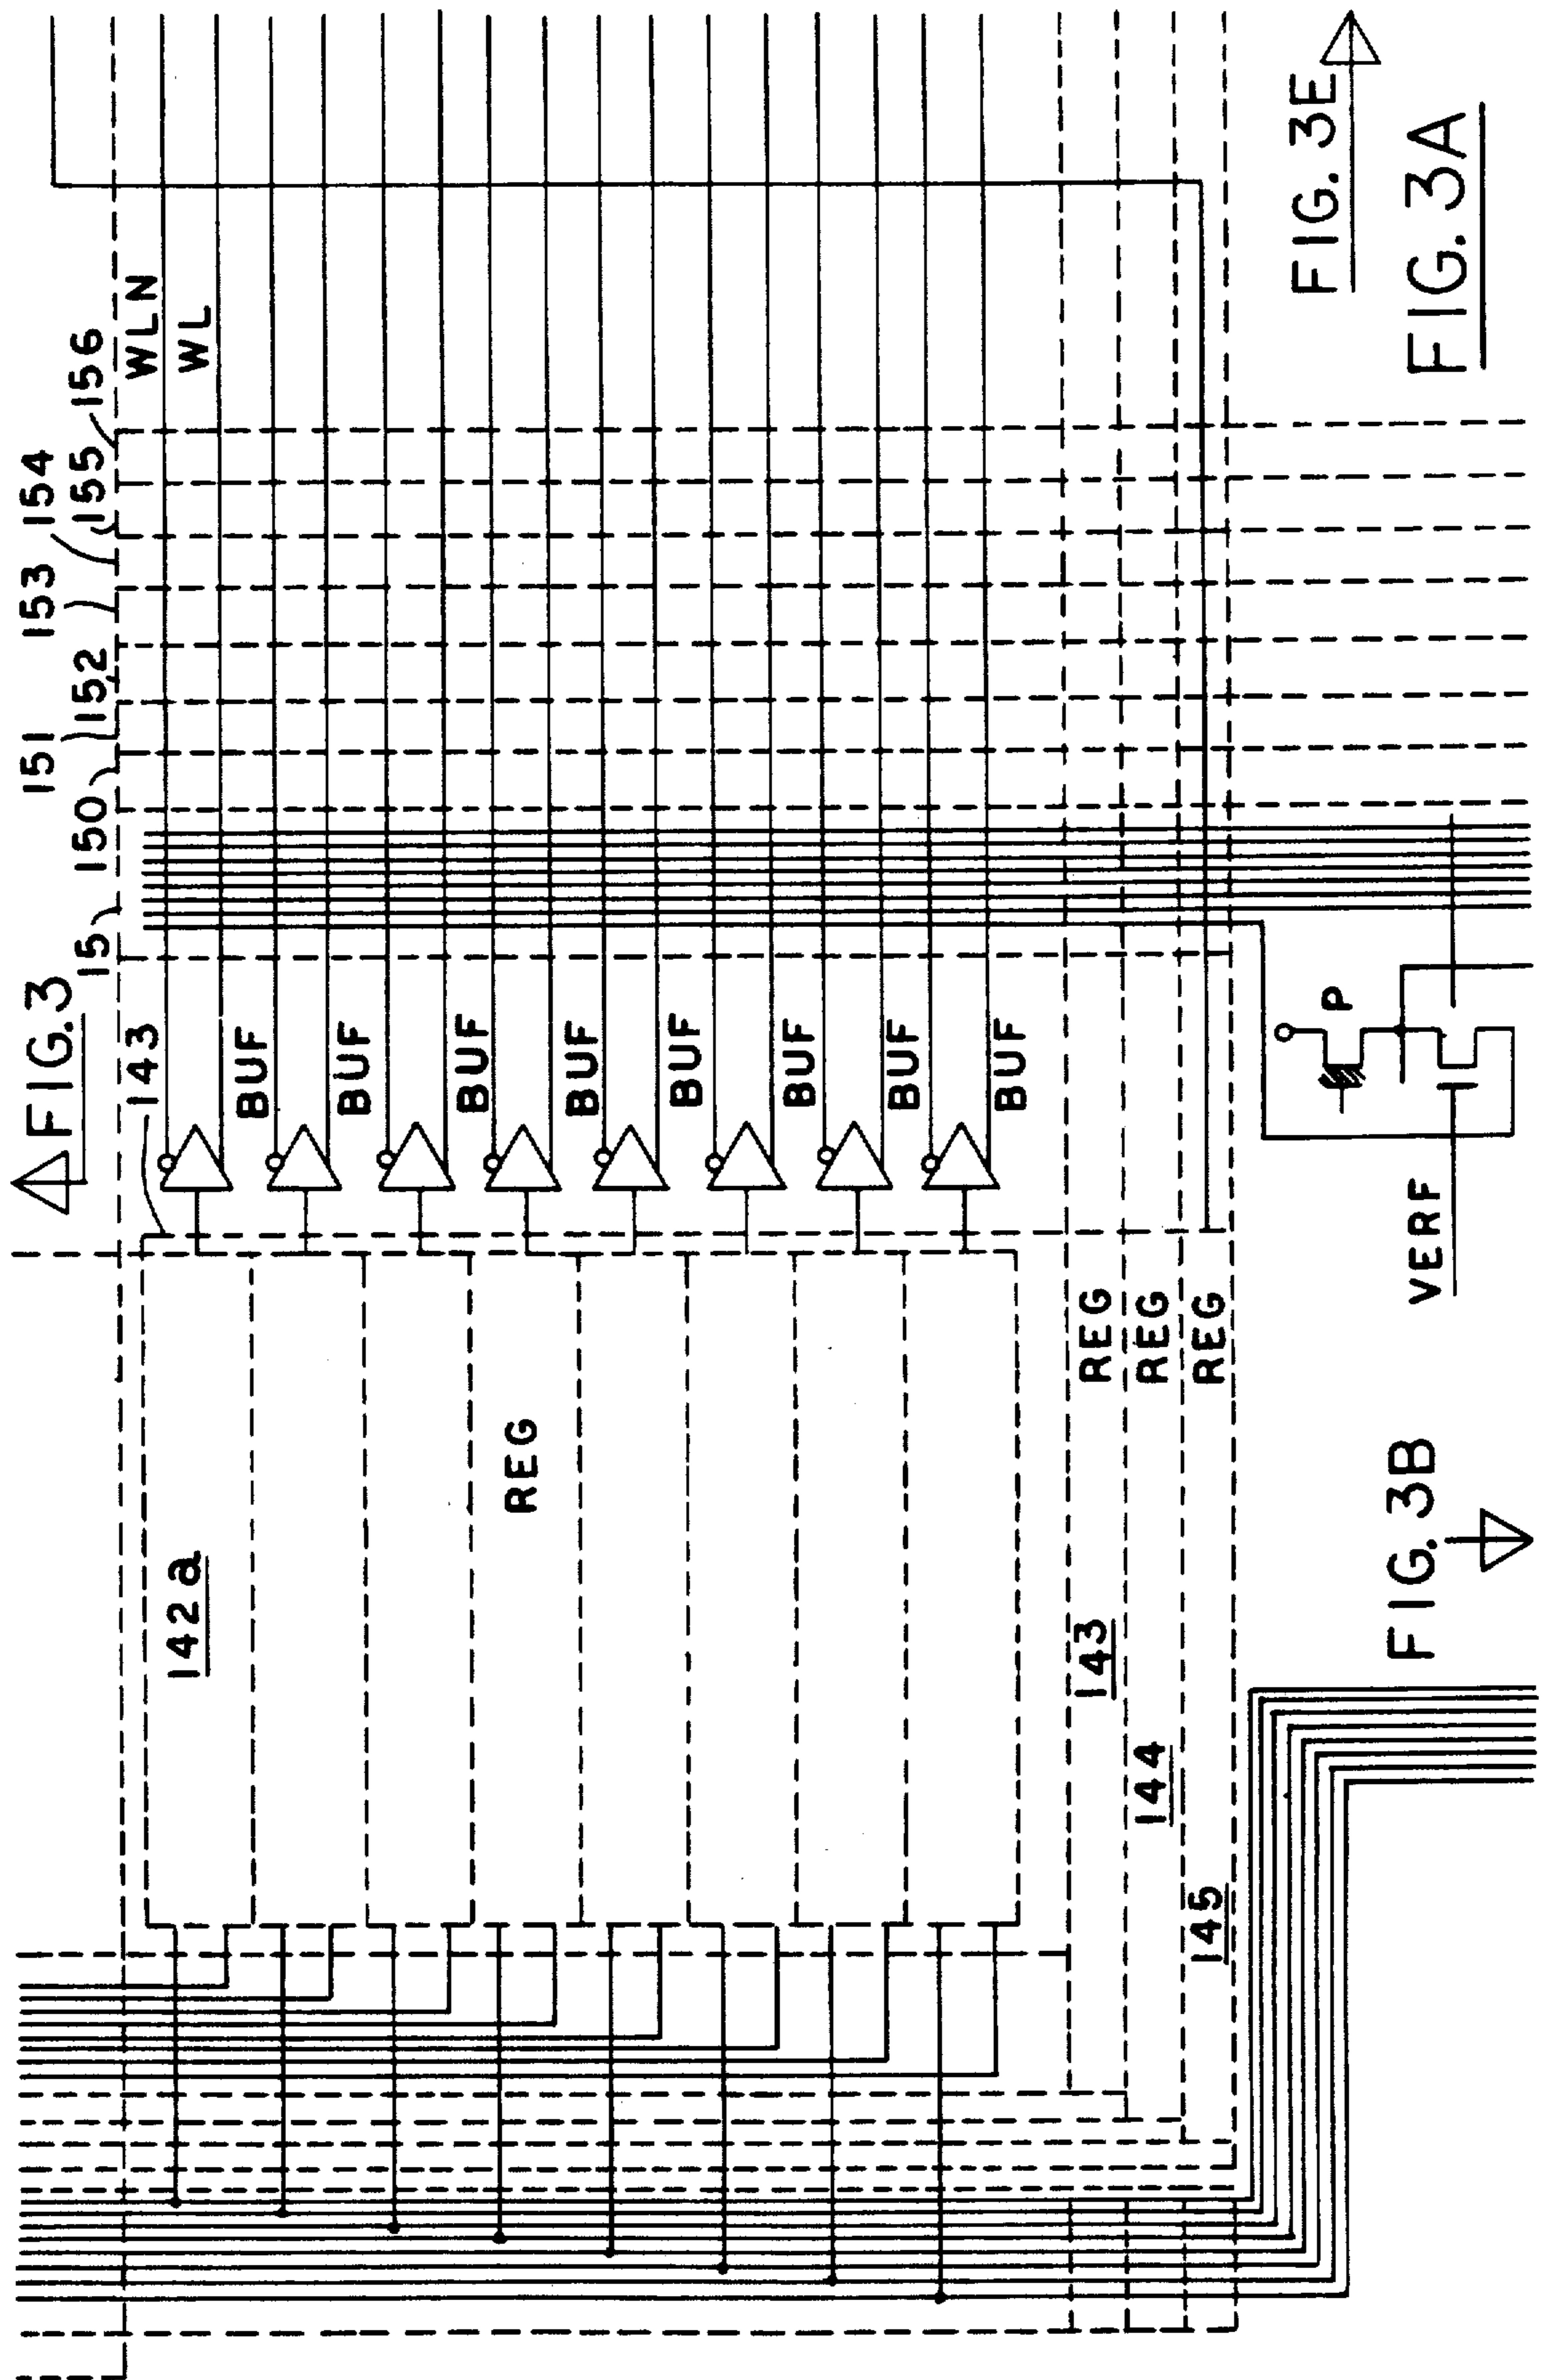 FIG. 3
143
15
150
151
152
153
154
155
156
WLN
WL
BUF
BUF
BUF
BUF
BUF
BUF
BUF
BUF
142a
REG
143
REG
144
REG
145
REG
P
VERF
FIG. 3B
FIG. 3E
FIG. 3A